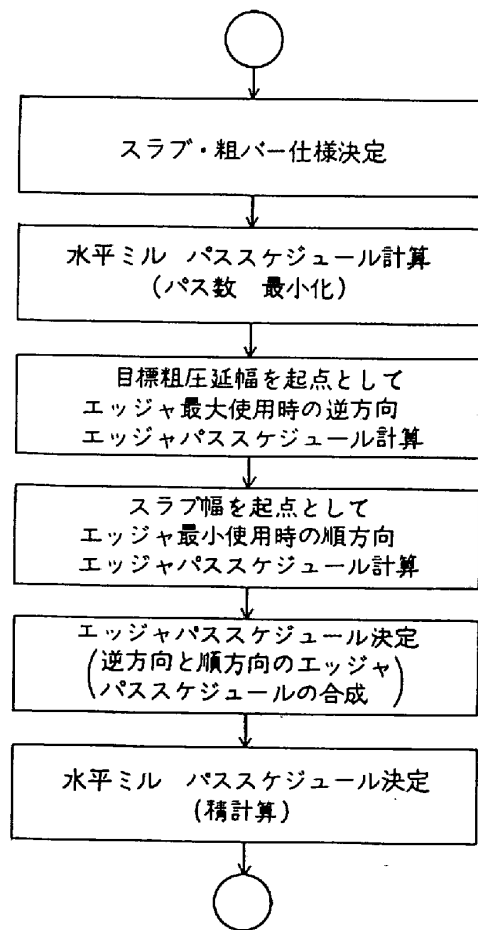 スラブ・粗バー仕様決定
水平ミル パススケジュール計算
(パス数 最小化)
目標粗圧延幅を起点として
エッジャ最大使用時の逆方向
エッジャパススケジュール計算
スラブ幅を起点として
エッジャ最小使用時の順方向
エッジャパススケジュール計算
エッジャパススケジュール決定
(逆方向と順方向のエッジャ
パススケジュールの合成)
水平ミル パススケジュール決定
(積計算)